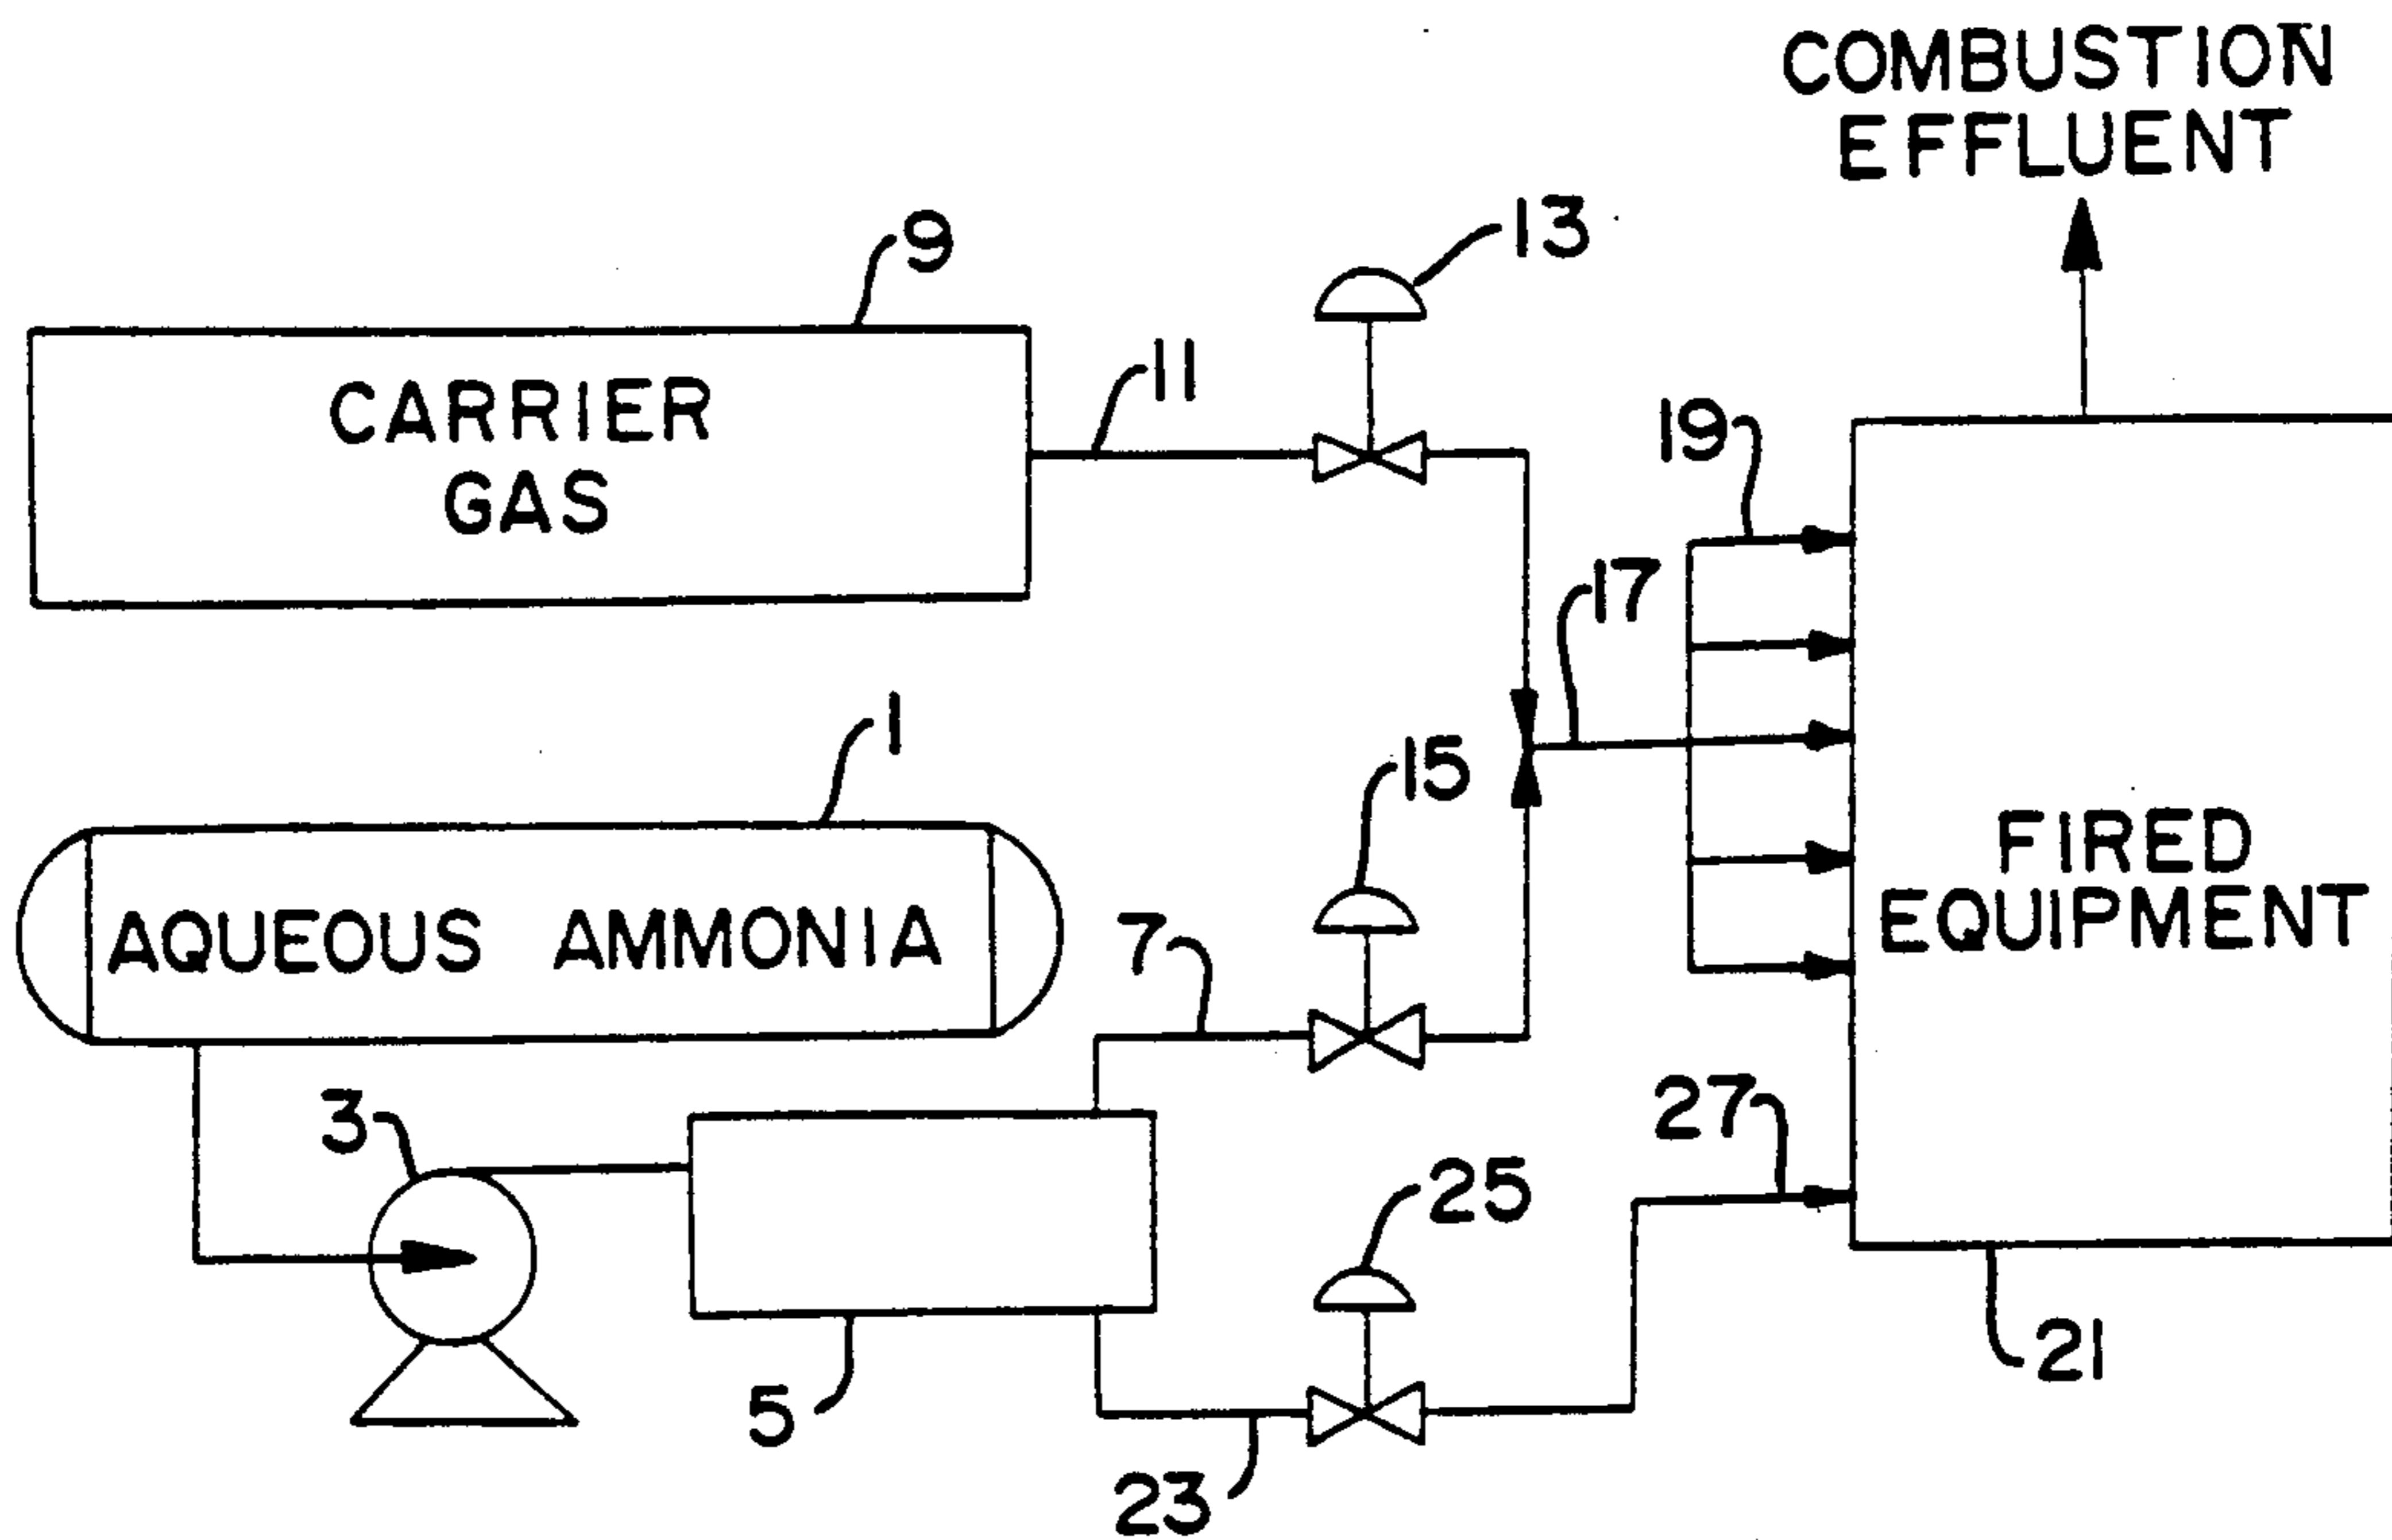 COMBUSTION
EFFLUENT
9
13
11
CARRIER
GAS
19
17
1
15
AQUEOUS AMMONIA
7
FIRED
EQUIPMENT
3
27
25
5
21
23